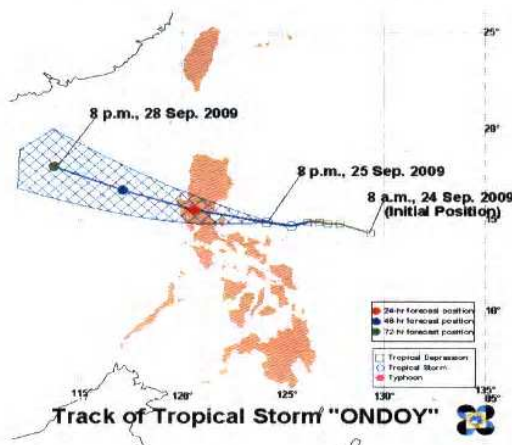 25°
20°
8 p.m., 28 Sep. 2009
8 p.m., 25 Sep. 2009
8 a.m., 24 Sep. 2009
(Initial Position)
15°
10°
24-hr forecast position
48-hr forecast position
72-hr forecast position
Tropical Depression
Tropical Storm
Typhoon
115°
120°
125°
130°
135°
5°
Track of Tropical Storm "ONDOY"